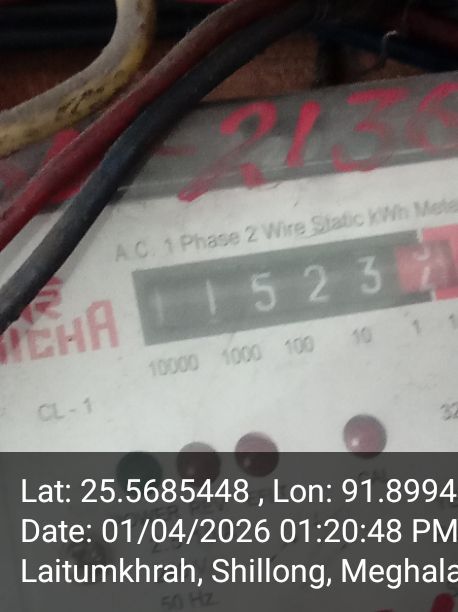 2136
A.C. 1 Phase 2 Wire Static kWh Mete
1 1 5 2 3
10000 1000 100 10 1
CL - 1
Lat: 25.5685448 , Lon: 91.8994
Date: 01/04/2026 01:20:48 PM
Laitumkhrah, Shillong, Meghala
50 Hz